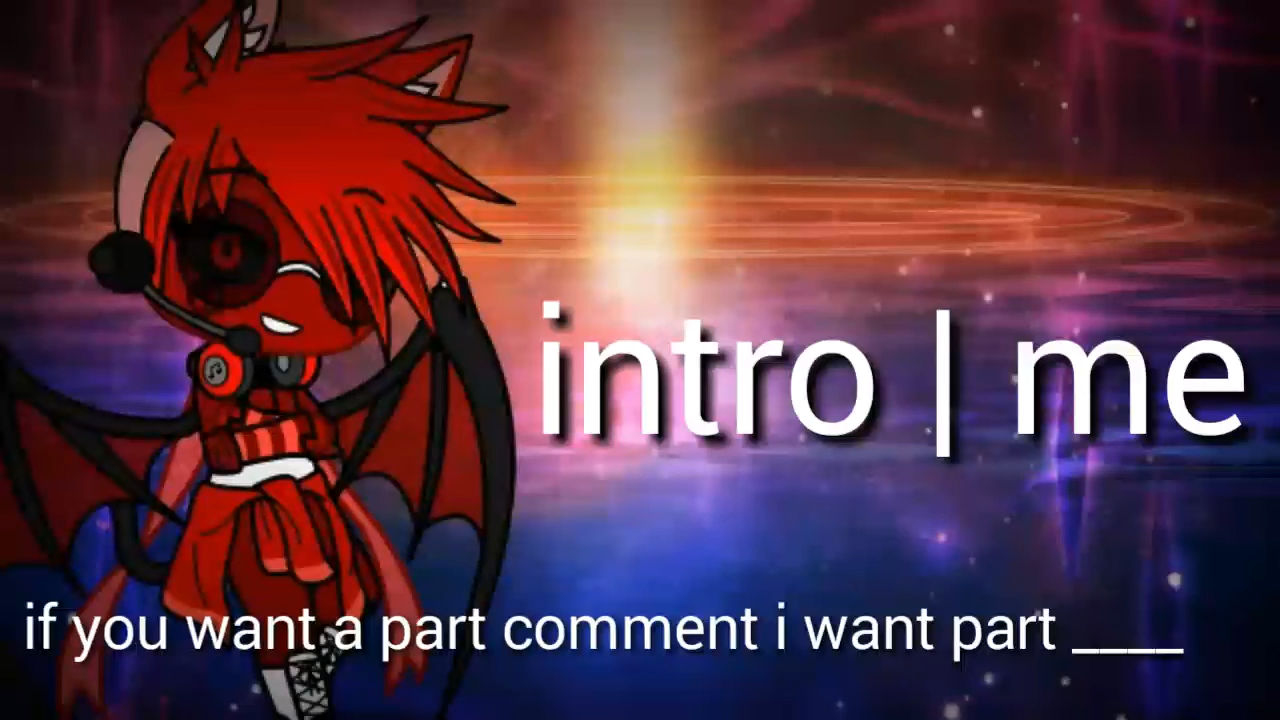 intro | me
if you want a part comment i want part ____